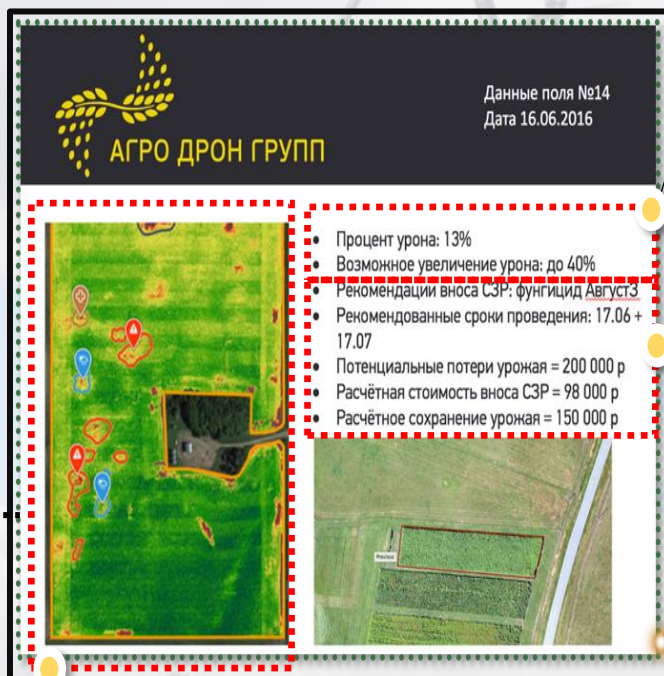 Данные поля №14
Дата 16.06.2016
АГРО ДРОН ГРУПП
• Процент урона: 13%
• Возможное увеличение урона: до 40%
• Рекомендации вноса СЗР: фунгицид Август3
• Рекомендованные сроки проведения: 17.06 +
17.07
• Потенциальные потери урожая = 200 000 р
• Расчётная стоимость вноса СЗР = 98 000 р
• Расчётное сохранение урожая = 150 000 р